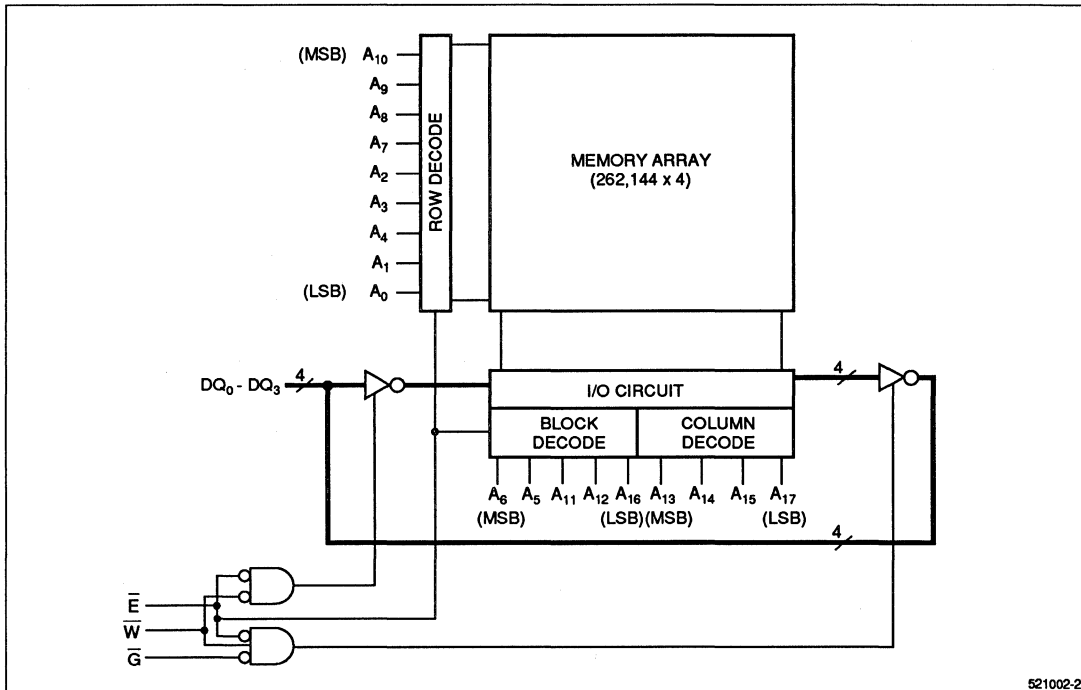 (MSB) A10
A9
A8
A7
A2
A3
A4
A1
(LSB) A0
ROW DECODE
MEMORY ARRAY
(262,144 x 4)
DQ0 - DQ3
4
4
I/O CIRCUIT
BLOCK
DECODE
COLUMN
DECODE
A6 A5 A11 A12 A16 A13 A14 A15 A17
(MSB) (LSB) (MSB) (LSB)
4
E̅
W̅
G̅
521002-2